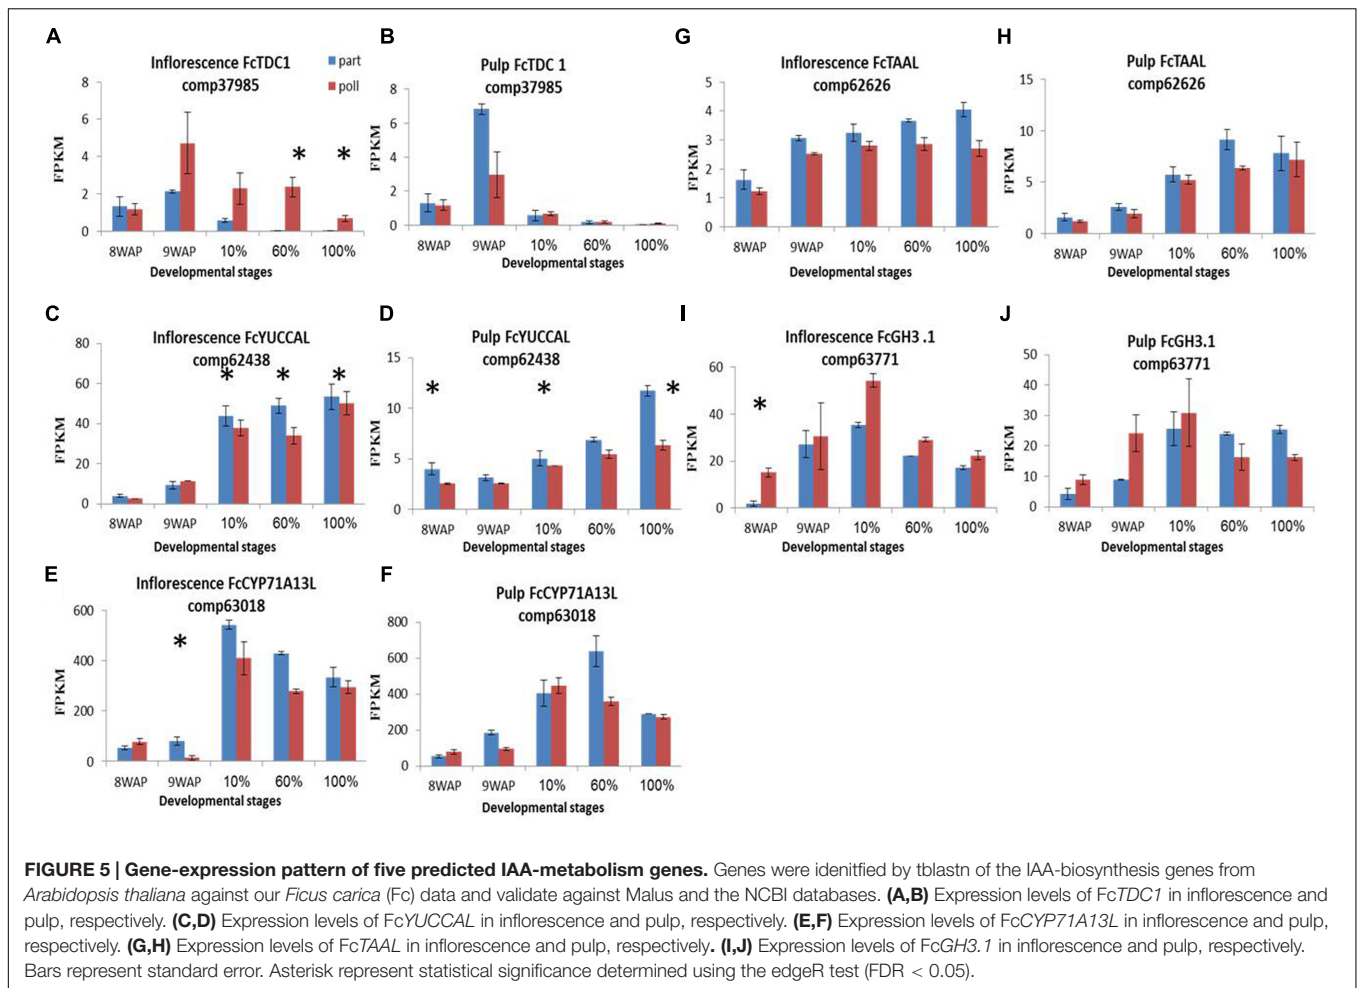 A
Inflorescence FcTDC1
comp37985
part
poll
FPKM
8
6
4
2
0
*
*
8WAP 9WAP 10% 60% 100%
Developmental stages
B
Pulp FcTDC 1
comp37985
FPKM
8
6
4
2
0
8WAP 9WAP 10% 60% 100%
Developmental stages
G
Inflorescence FcTAAL
comp62626
FPKM
5
4
3
2
1
0
8WAP 9WAP 10% 60% 100%
Developmental stages
H
Pulp FcTAAL
comp62626
FPKM
15
10
5
0
8WAP 9WAP 10% 60% 100%
Developmental stages
C
Inflorescence FcYUCCAL
comp62438
FPKM
80
60
40
20
0
*
*
*
8WAP 9WAP 10% 60% 100%
Developmental stages
D
Pulp FcYUCCAL
comp62438
FPKM
15
10
5
0
*
*
*
8WAP 9WAP 10% 60% 100%
Developmental stages
I
Inflorescence FcGH3 .1
comp63771
FPKM
60
40
20
0
*
8WAP 9WAP 10% 60% 100%
Developmental stages
J
Pulp FcGH3.1
comp63771
FPKM
50
40
30
20
10
0
8WAP 9WAP 10% 60% 100%
Developmental stages
E
Inflorescence FcCYP71A13L
comp63018
FPKM
600
400
200
0
*
8WAP 9WAP 10% 60% 100%
Developmental stages
F
Pulp FcCYP71A13L
comp63018
FPKM
800
600
400
200
0
8WAP 9WAP 10% 60% 100%
Developmental stages
FIGURE 5 | Gene-expression pattern of five predicted IAA-metabolism genes. Genes were idenitfied by tblastn of the IAA-biosynthesis genes from
Arabidopsis thaliana against our Ficus carica (Fc) data and validate against Malus and the NCBI databases. (A,B) Expression levels of FcTDC1 in inflorescence and
pulp, respectively. (C,D) Expression levels of FcYUCCAL in inflorescence and pulp, respectively. (E,F) Expression levels of FcCYP71A13L in inflorescence and pulp,
respectively. (G,H) Expression levels of FcTAAL in inflorescence and pulp, respectively. (I,J) Expression levels of FcGH3.1 in inflorescence and pulp, respectively.
Bars represent standard error. Asterisk represent statistical significance determined using the edgeR test (FDR < 0.05).